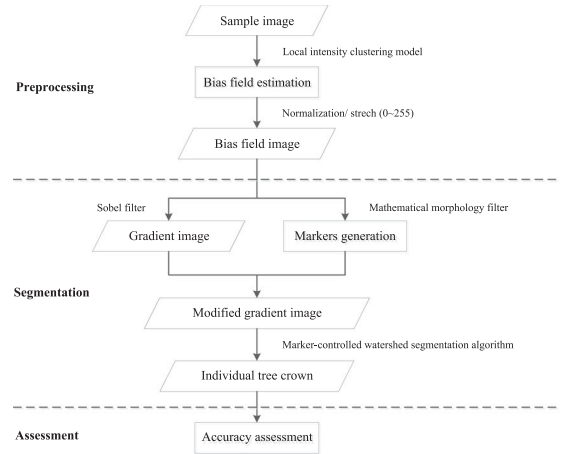 Sample image
Local intensity clustering model
Preprocessing
Bias field estimation
Normalization/ strech (0~255)
Bias field image
Sobel filter
Mathematical morphology filter
Gradient image
Markers generation
Segmentation
Modified gradient image
Marker-controlled watershed segmentation algorithm
Individual tree crown
Assessment
Accuracy assessment